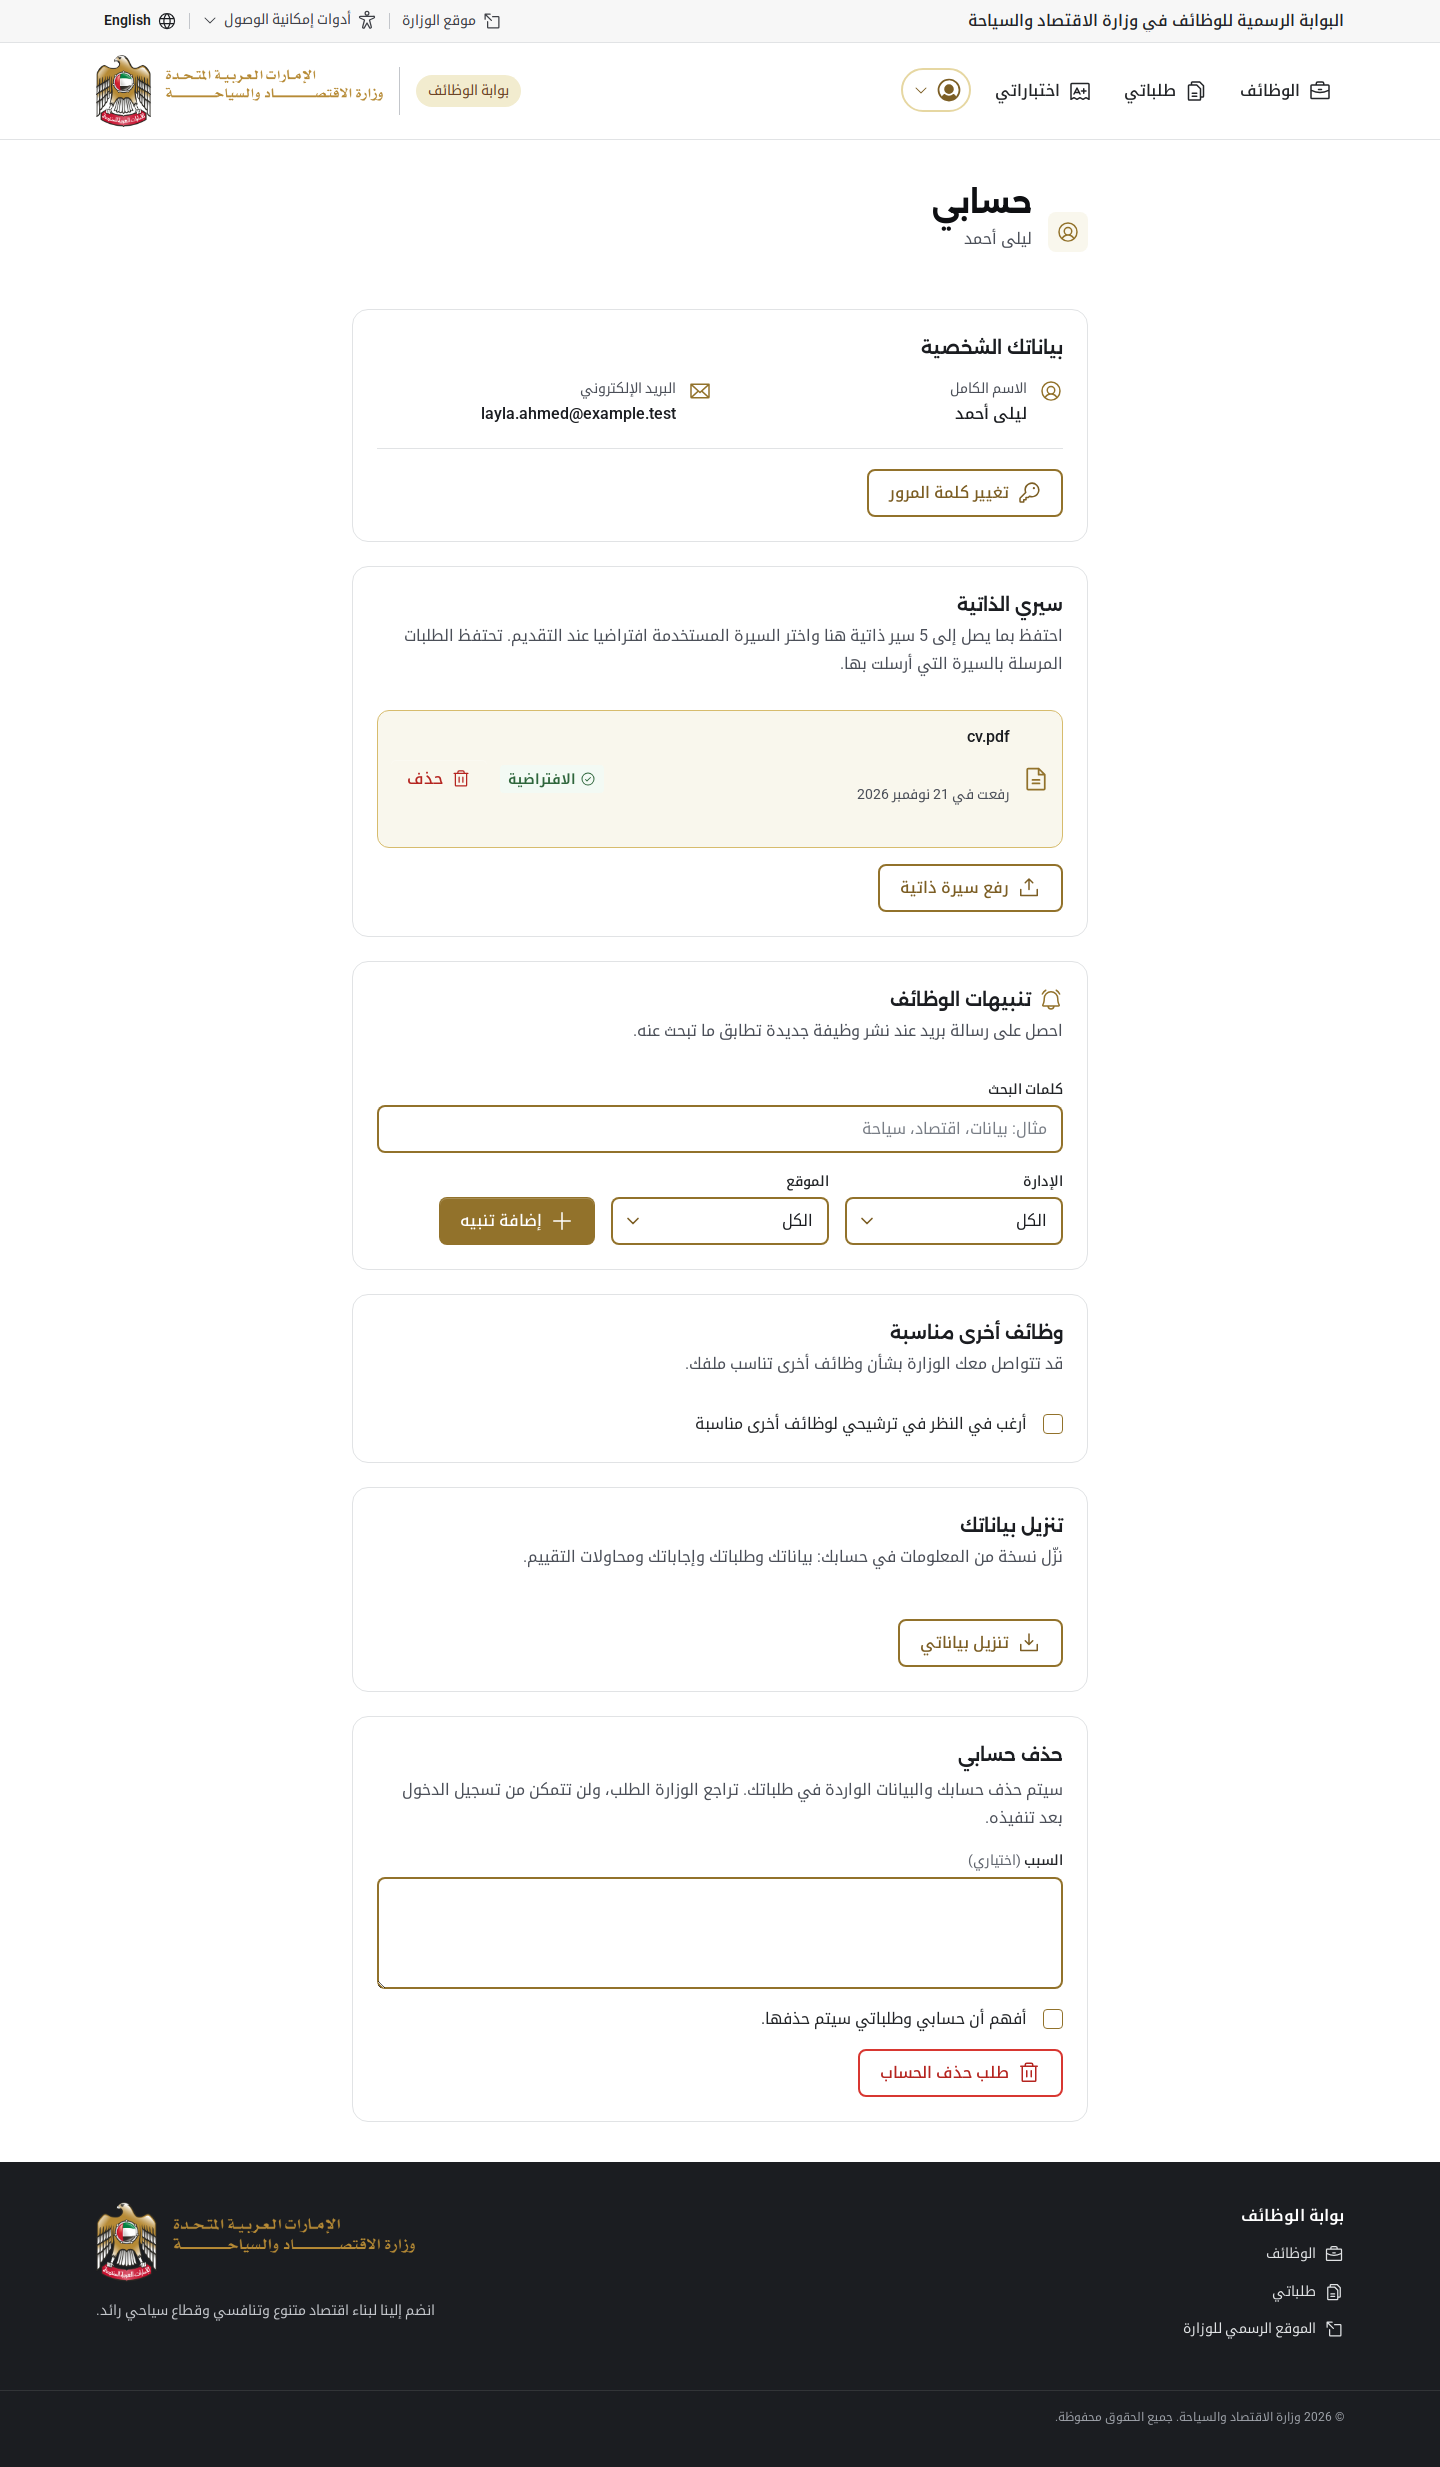 البوابة الرسمية للوظائف في وزارة الاقتصاد والسياحة
موقع الوزارة
أدوات إمكانية الوصول
English
الوظائف
طلباتي
اختباراتي
بوابة الوظائف
الإمارات العربية المتحدة
وزارة الاقتصاد والسياحة
حسابي
ليلى أحمد
بياناتك الشخصية
الاسم الكامل
ليلى أحمد
البريد الإلكتروني
layla.ahmed@example.test
تغيير كلمة المرور
سيري الذاتية
احتفظ بما يصل إلى 5 سير ذاتية هنا واختر السيرة المستخدمة افتراضيا عند التقديم. تحتفظ الطلبات
المرسلة بالسيرة التي أرسلت بها.
cv.pdf
رفعت في 21 نوفمبر 2026
الافتراضية
حذف
رفع سيرة ذاتية
تنبيهات الوظائف
احصل على رسالة بريد عند نشر وظيفة جديدة تطابق ما تبحث عنه.
كلمات البحث
مثال: بيانات، اقتصاد، سياحة
الإدارة
الموقع
الكل
الكل
إضافة تنبيه
وظائف أخرى مناسبة
قد تتواصل معك الوزارة بشأن وظائف أخرى تناسب ملفك.
أرغب في النظر في ترشيحي لوظائف أخرى مناسبة
تنزيل بياناتك
نزّل نسخة من المعلومات في حسابك: بياناتك وطلباتك وإجاباتك ومحاولات التقييم.
تنزيل بياناتي
حذف حسابي
سيتم حذف حسابك والبيانات الواردة في طلباتك. تراجع الوزارة الطلب، ولن تتمكن من تسجيل الدخول
بعد تنفيذه.
السبب (اختياري)
أفهم أن حسابي وطلباتي سيتم حذفها.
طلب حذف الحساب
بوابة الوظائف
الوظائف
طلباتي
الموقع الرسمي للوزارة
الإمارات العربية المتحدة
وزارة الاقتصاد والسياحة
انضم إلينا لبناء اقتصاد متنوع وتنافسي وقطاع سياحي رائد.
© 2026 وزارة الاقتصاد والسياحة. جميع الحقوق محفوظة.